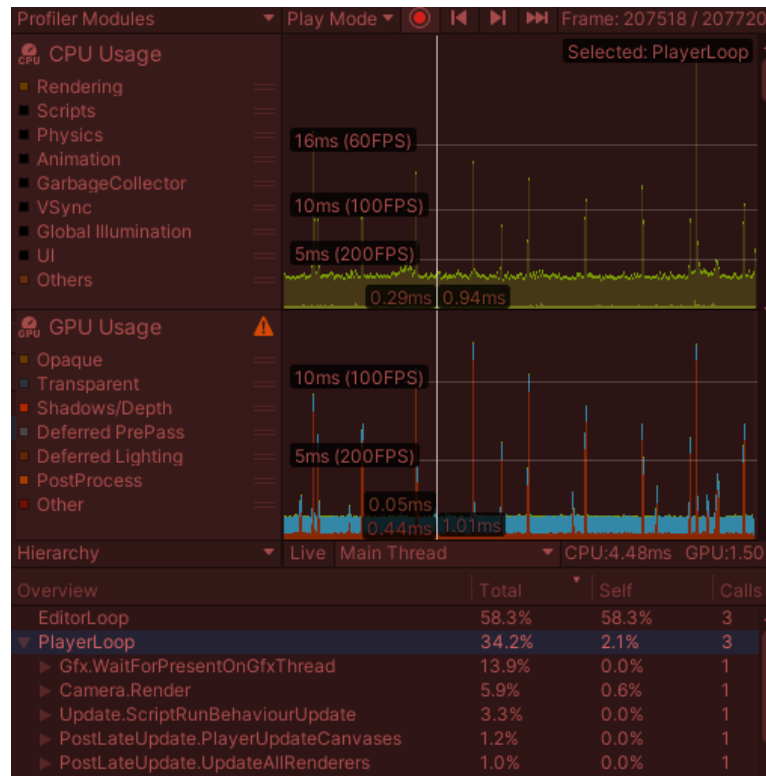 Profiler Modules Play Mode Frame: 207518 / 207720
CPU Usage
Selected: PlayerLoop
Rendering
Scripts
Physics
Animation
GarbageCollector
VSync
Global Illumination
UI
Others
16ms (60FPS)
10ms (100FPS)
5ms (200FPS)
0.29ms 0.94ms
GPU Usage
Opaque
Transparent
Shadows/Depth
Deferred PrePass
Deferred Lighting
PostProcess
Other
10ms (100FPS)
5ms (200FPS)
0.05ms
0.44ms 1.01ms
Hierarchy Live Main Thread CPU:4.48ms GPU:1.50
Overview Total Self Calls
EditorLoop 58.3% 58.3% 3
PlayerLoop 34.2% 2.1% 3
Gfx.WaitForPresentOnGfxThread 13.9% 0.0% 1
Camera.Render 5.9% 0.6% 1
Update.ScriptRunBehaviourUpdate 3.3% 0.0% 1
PostLateUpdate.PlayerUpdateCanvases 1.2% 0.0% 1
PostLateUpdate.UpdateAllRenderers 1.0% 0.0% 1